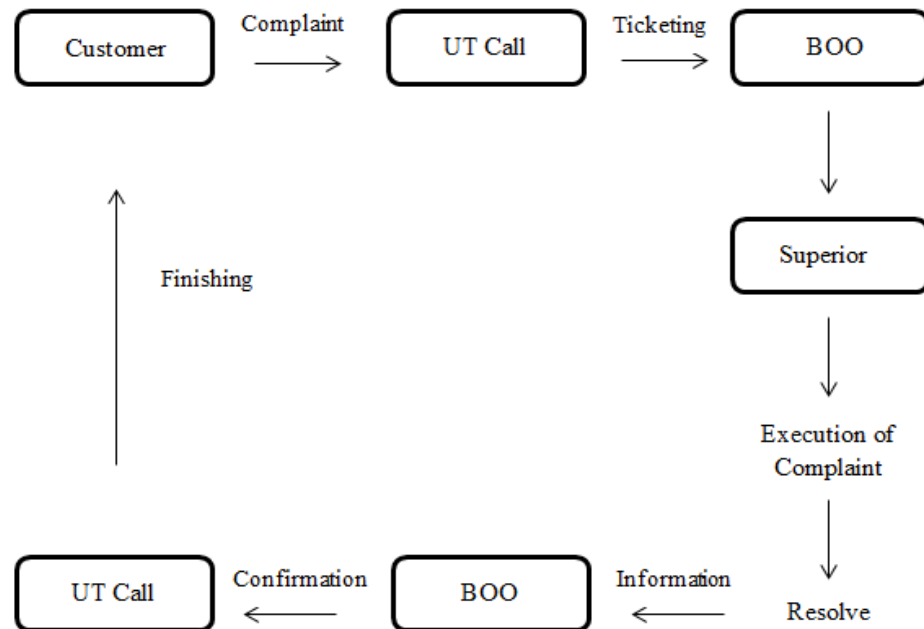 Complaint
Ticketing
Customer
UT Call
BOO
Superior
Finishing
Execution of
Complaint
UT Call
Confirmation
BOO
Information
Resolve